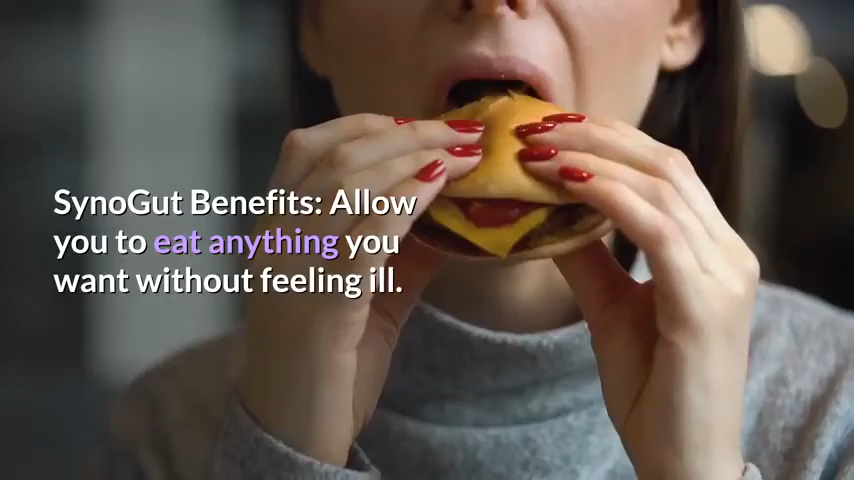 SynoGut Benefits: Allow
you to eat anything you
want without feeling ill.